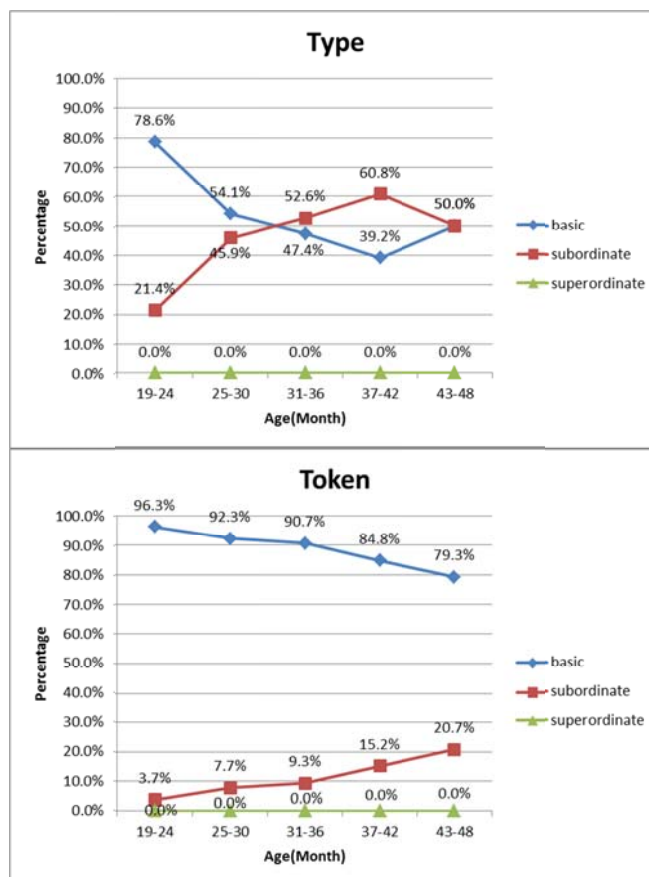 Type
100.0%
90.0%
80.0%
70.0%
60.0%
50.0%
40.0%
30.0%
20.0%
10.0%
0.0%
Percentage
78.6%
54.1%
52.6%
60.8%
50.0%
21.4%
45.9%
47.4%
39.2%
50.0%
0.0% 0.0% 0.0% 0.0% 0.0%
19-24 25-30 31-36 37-42 43-48
Age(Month)
basic
subordinate
superordinate
Token
100.0%
90.0%
80.0%
70.0%
60.0%
50.0%
40.0%
30.0%
20.0%
10.0%
0.0%
Percentage
96.3% 92.3% 90.7% 84.8% 79.3%
3.7% 7.7% 9.3% 15.2% 20.7%
0.0% 0.0% 0.0% 0.0% 0.0%
19-24 25-30 31-36 37-42 43-48
Age(Month)
basic
subordinate
superordinate